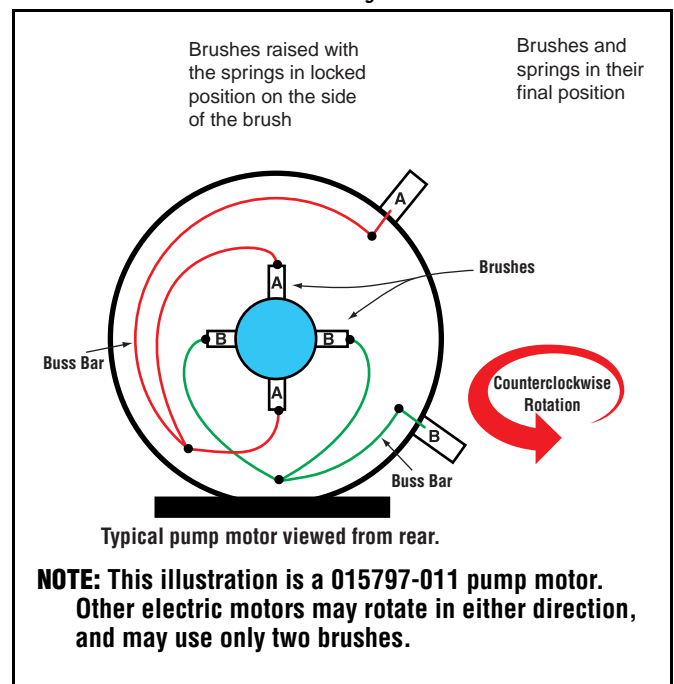 Brushes raised with
the springs in locked
position on the side
of the brush
Brushes and
springs in their
final position
A
Brushes
A
B
B
Buss Bar
A
Counterclockwise
Rotation
B
Buss Bar
Typical pump motor viewed from rear.
NOTE: This illustration is a 015797-011 pump motor.
Other electric motors may rotate in either direction,
and may use only two brushes.